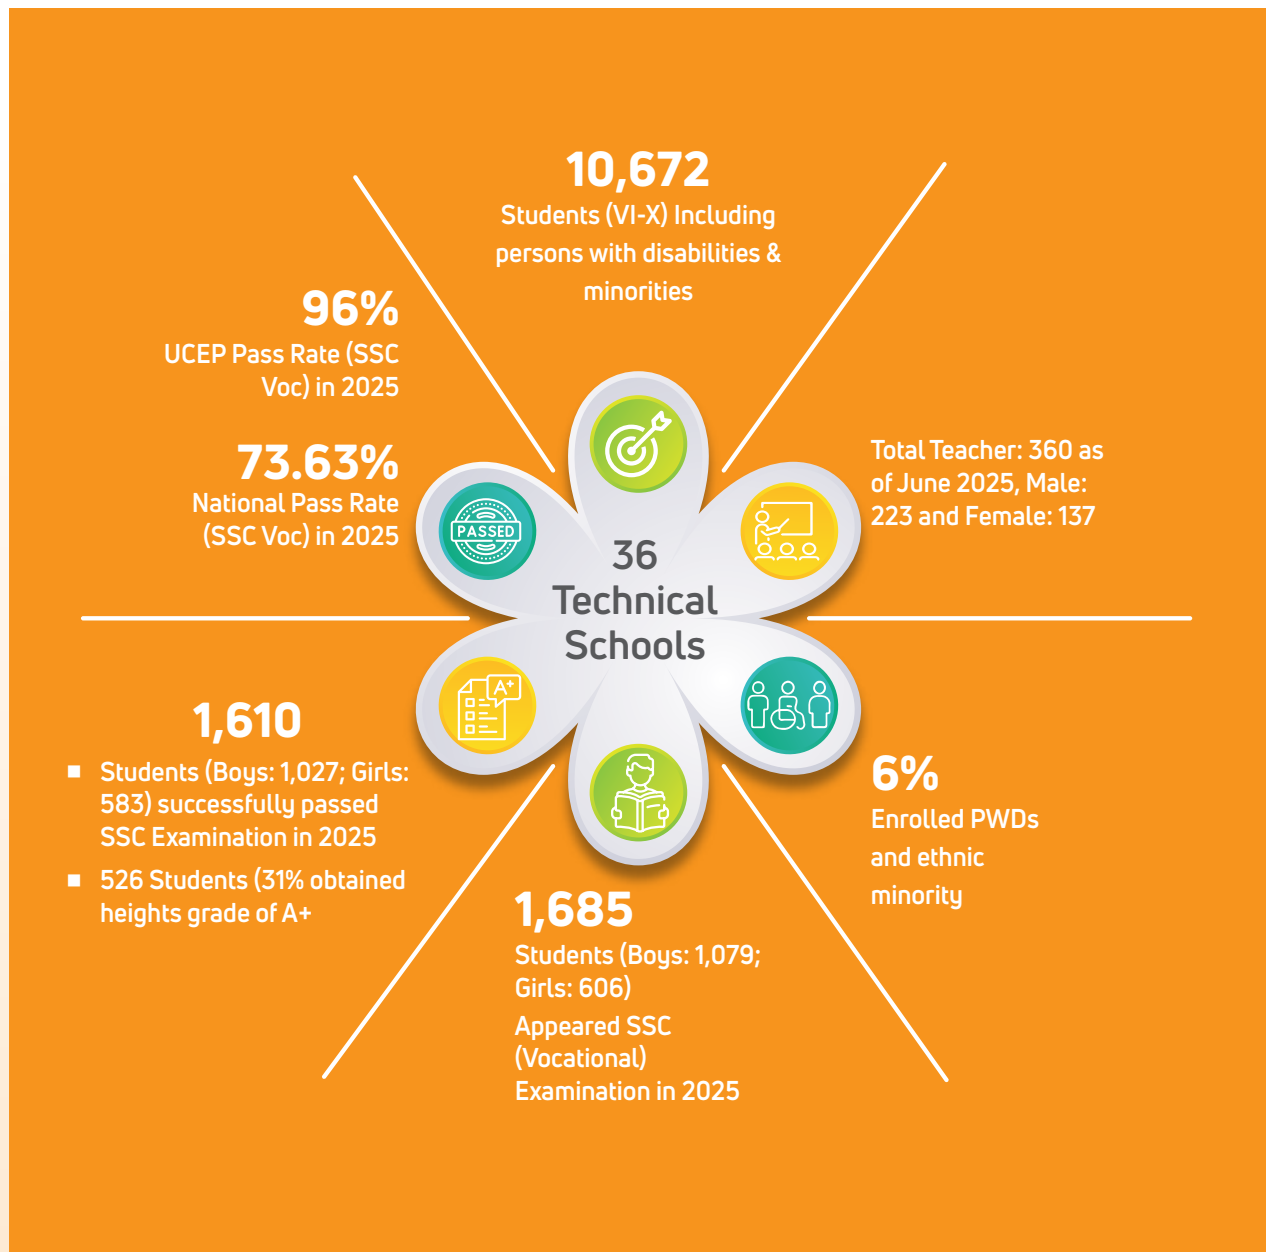 10,672
Students (VI-X) Including
persons with disabilities &
minorities
96%
UCEP Pass Rate (SSC
Voc) in 2025
73.63%
National Pass Rate
(SSC Voc) in 2025
Total Teacher: 360 as
of June 2025, Male:
223 and Female: 137
PASSED
36
Technical
Schools
A+
1,610
Students (Boys: 1,027; Girls:
583) successfully passed
SSC Examination in 2025
526 Students (31% obtained
heights grade of A+
6%
Enrolled PWDs
and ethnic
minority
1,685
Students (Boys: 1,079;
Girls: 606)
Appeared SSC
(Vocational)
Examination in 2025